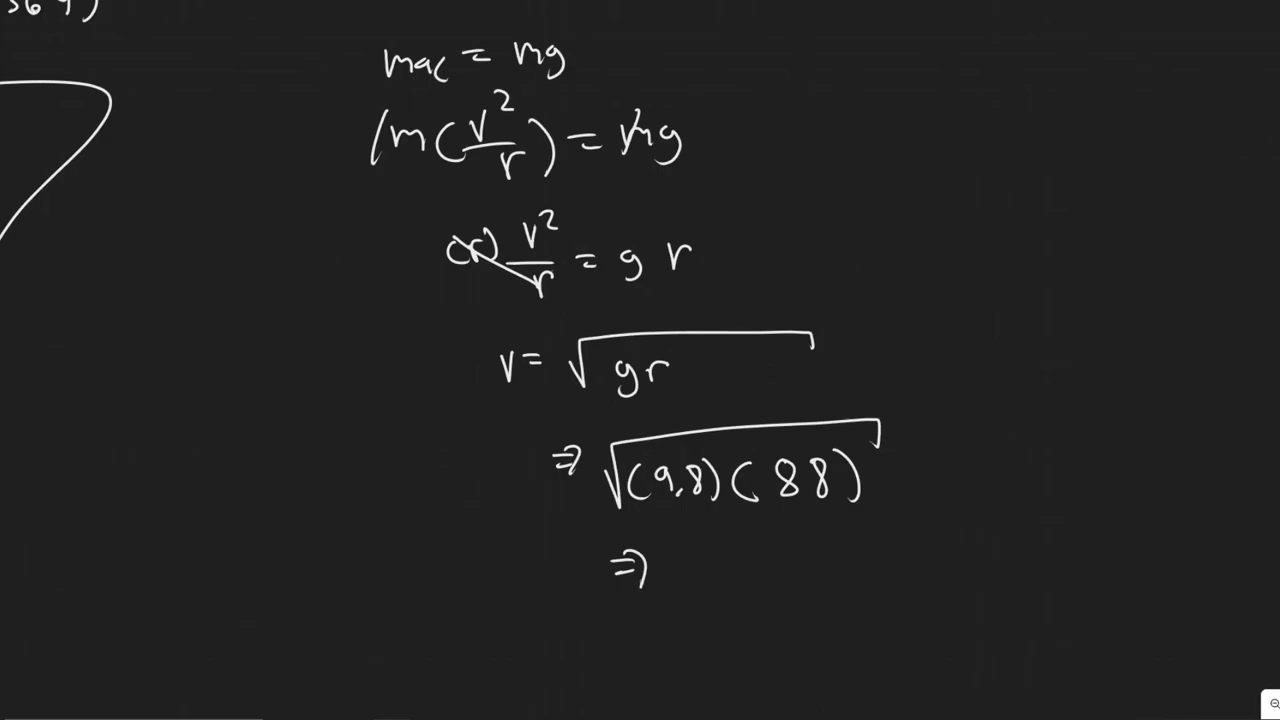 mac = mg
m(v²/r) = mg
(r) v²/r = g r
v = √gr
⇒ √(9.8)(88)
⇒